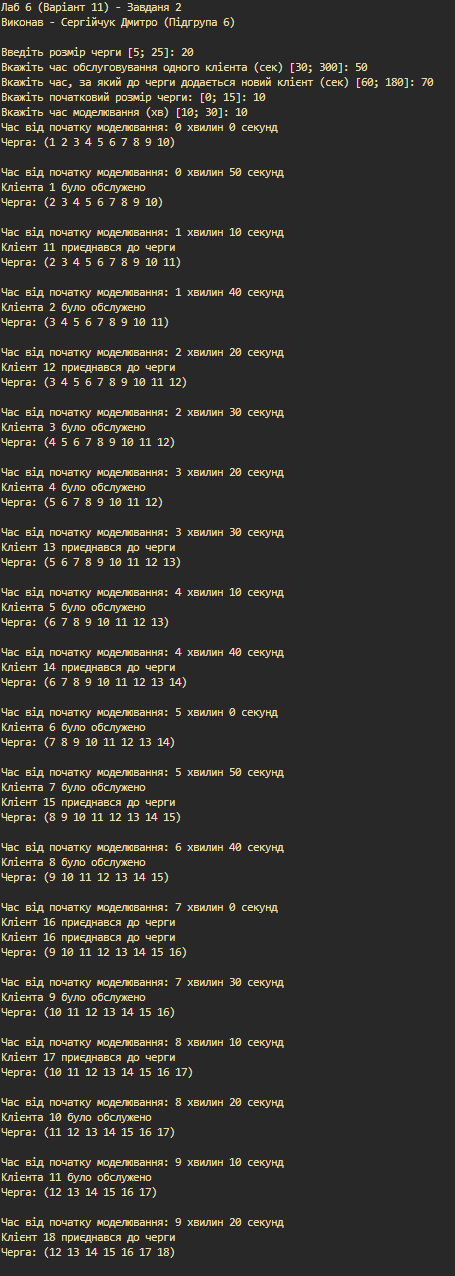 Лаб 6 (Варіант 11) - Завданя 2
Виконав - Сергійчук Дмитро (Підгрупа 6)
Введіть розмір черги [5; 25]: 20
Вкажіть час обслуговування одного клієнта (сек) [30; 300]: 50
Вкажіть час, за який до черги додається новий клієнт (сек) [60; 180]: 70
Вкажіть початковий розмір черги: [0; 15]: 10
Вкажіть час моделювання (хв) [10; 30]: 10
Час від початку моделювання: 0 хвилин 0 секунд
Черга: (1 2 3 4 5 6 7 8 9 10)
Час від початку моделювання: 0 хвилин 50 секунд
Клієнта 1 було обслужено
Черга: (2 3 4 5 6 7 8 9 10)
Час від початку моделювання: 1 хвилин 10 секунд
Клієнт 11 приєднався до черги
Черга: (2 3 4 5 6 7 8 9 10 11)
Час від початку моделювання: 1 хвилин 40 секунд
Клієнта 2 було обслужено
Черга: (3 4 5 6 7 8 9 10 11)
Час від початку моделювання: 2 хвилин 20 секунд
Клієнт 12 приєднався до черги
Черга: (3 4 5 6 7 8 9 10 11 12)
Час від початку моделювання: 2 хвилин 30 секунд
Клієнта 3 було обслужено
Черга: (4 5 6 7 8 9 10 11 12)
Час від початку моделювання: 3 хвилин 20 секунд
Клієнта 4 було обслужено
Черга: (5 6 7 8 9 10 11 12)
Час від початку моделювання: 3 хвилин 30 секунд
Клієнт 13 приєднався до черги
Черга: (5 6 7 8 9 10 11 12 13)
Час від початку моделювання: 4 хвилин 10 секунд
Клієнта 5 було обслужено
Черга: (6 7 8 9 10 11 12 13)
Час від початку моделювання: 4 хвилин 40 секунд
Клієнт 14 приєднався до черги
Черга: (6 7 8 9 10 11 12 13 14)
Час від початку моделювання: 5 хвилин 0 секунд
Клієнта 6 було обслужено
Черга: (7 8 9 10 11 12 13 14)
Час від початку моделювання: 5 хвилин 50 секунд
Клієнта 7 було обслужено
Клієнт 15 приєднався до черги
Черга: (8 9 10 11 12 13 14 15)
Час від початку моделювання: 6 хвилин 40 секунд
Клієнта 8 було обслужено
Черга: (9 10 11 12 13 14 15)
Час від початку моделювання: 7 хвилин 0 секунд
Клієнт 16 приєднався до черги
Клієнт 16 приєднався до черги
Черга: (9 10 11 12 13 14 15 16)
Час від початку моделювання: 7 хвилин 30 секунд
Клієнта 9 було обслужено
Черга: (10 11 12 13 14 15 16)
Час від початку моделювання: 8 хвилин 10 секунд
Клієнт 17 приєднався до черги
Черга: (10 11 12 13 14 15 16 17)
Час від початку моделювання: 8 хвилин 20 секунд
Клієнта 10 було обслужено
Черга: (11 12 13 14 15 16 17)
Час від початку моделювання: 9 хвилин 10 секунд
Клієнта 11 було обслужено
Черга: (12 13 14 15 16 17)
Час від початку моделювання: 9 хвилин 20 секунд
Клієнт 18 приєднався до черги
Черга: (12 13 14 15 16 17 18)